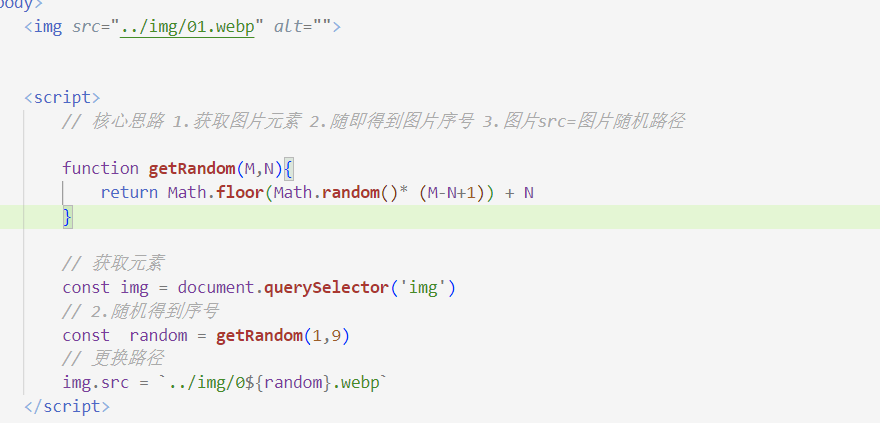 body>
<img src="../img/01.webp" alt="">
<script>
// 核心思路 1.获取图片元素 2.随即得到图片序号 3.图片src=图片随机路径
function getRandom(M,N){
return Math.floor(Math.random()* (M-N+1)) + N
}
// 获取元素
const img = document.querySelector('img')
// 2.随机得到序号
const  random = getRandom(1,9)
// 更换路径
img.src = `../img/0${random}.webp`
</script>